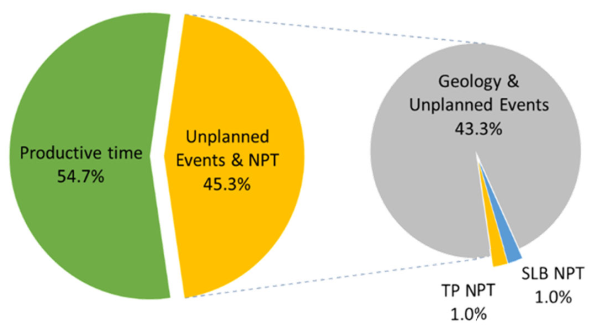 Productive time
54.7%
Unplanned
Events & NPT
45.3%
Geology &
Unplanned Events
43.3%
TP NPT
1.0%
SLB NPT
1.0%